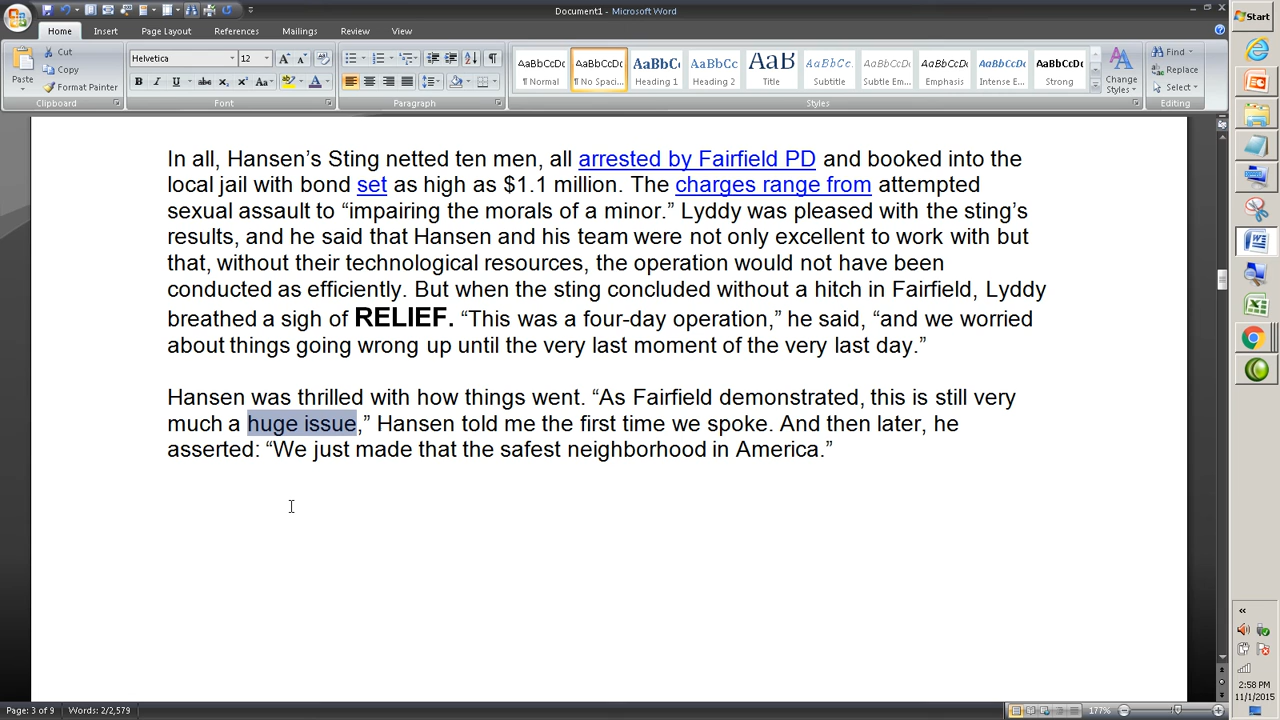 Document1 - Microsoft Word
Start
Home Insert Page Layout References Mailings Review View
Paste Cut Copy Format Painter
Helvetica 12
AaBbCcDc AaBbCcDc AaBbC AaBbCc AaB AaBbCc. AaBbCcDc AaBbCcDc AaBbCcDc AaBbCcDc
¶ Normal ¶ No Spaci... Heading 1 Heading 2 Title Subtitle Subtle Em... Emphasis Intense E... Strong
Change Styles
Find Replace Select
Clipboard Font Paragraph Styles Editing
In all, Hansen’s Sting netted ten men, all arrested by Fairfield PD and booked into the
local jail with bond set as high as $1.1 million. The charges range from attempted
sexual assault to “impairing the morals of a minor.” Lyddy was pleased with the sting’s
results, and he said that Hansen and his team were not only excellent to work with but
that, without their technological resources, the operation would not have been
conducted as efficiently. But when the sting concluded without a hitch in Fairfield, Lyddy
breathed a sigh of RELIEF. “This was a four-day operation,” he said, “and we worried
about things going wrong up until the very last moment of the very last day.”
Hansen was thrilled with how things went. “As Fairfield demonstrated, this is still very
much a huge issue,” Hansen told me the first time we spoke. And then later, he
asserted: “We just made that the safest neighborhood in America.”
2:58 PM
11/1/2015
Page: 3 of 9 Words: 2/2,579 177%